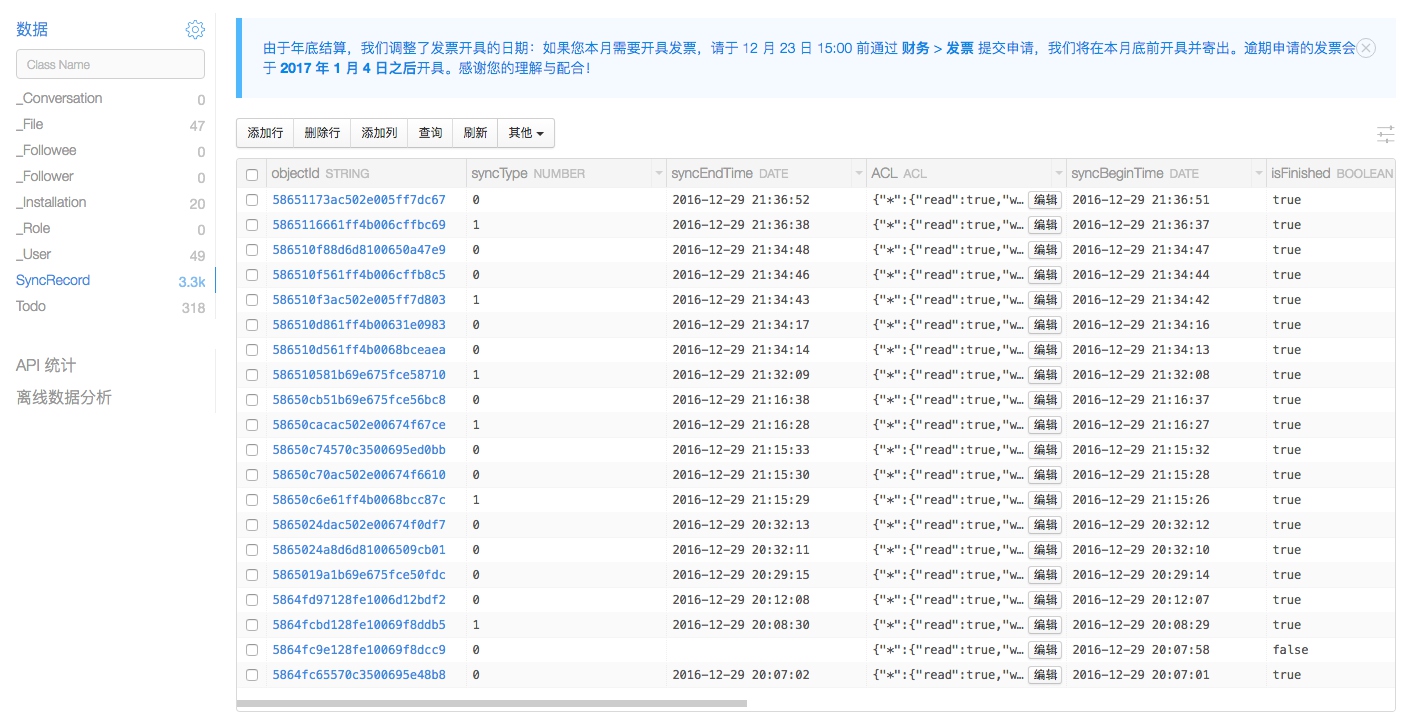 数据
Class Name
_Conversation 0
_File 47
_Followee 0
_Follower 0
_Installation 20
_Role 0
_User 49
SyncRecord 3.3k
Todo 318
API 统计
离线数据分析
由于年底结算，我们调整了发票开具的日期：如果您本月需要开具发票，请于 12 月 23 日 15:00 前通过 财务 > 发票 提交申请，我们将在本月底前开具并寄出。逾期申请的发票会
于 2017 年 1 月 4 日之后开具。感谢您的理解与配合！
添加行 删除行 添加列 查询 刷新 其他
objectId STRING syncType NUMBER syncEndTime DATE ACL ACL syncBeginTime DATE isFinished BOOLEAN
58651173ac502e005ff7dc67 0 2016-12-29 21:36:52 {"*":{"read":true,"w… 编辑 2016-12-29 21:36:51 true
5865116661ff4b006cffbc69 1 2016-12-29 21:36:38 {"*":{"read":true,"w… 编辑 2016-12-29 21:36:37 true
586510f88d6d8100650a47e9 0 2016-12-29 21:34:48 {"*":{"read":true,"w… 编辑 2016-12-29 21:34:47 true
586510f561ff4b006cffb8c5 0 2016-12-29 21:34:46 {"*":{"read":true,"w… 编辑 2016-12-29 21:34:44 true
586510f3ac502e005ff7d803 1 2016-12-29 21:34:43 {"*":{"read":true,"w… 编辑 2016-12-29 21:34:42 true
586510d861ff4b00631e0983 0 2016-12-29 21:34:17 {"*":{"read":true,"w… 编辑 2016-12-29 21:34:16 true
586510d561ff4b0068bceaea 0 2016-12-29 21:34:14 {"*":{"read":true,"w… 编辑 2016-12-29 21:34:13 true
586510581b69e675fce58710 1 2016-12-29 21:32:09 {"*":{"read":true,"w… 编辑 2016-12-29 21:32:08 true
58650cb51b69e675fce56bc8 0 2016-12-29 21:16:38 {"*":{"read":true,"w… 编辑 2016-12-29 21:16:37 true
58650cacac502e00674f67ce 1 2016-12-29 21:16:28 {"*":{"read":true,"w… 编辑 2016-12-29 21:16:27 true
58650c74570c3500695ed0bb 0 2016-12-29 21:15:33 {"*":{"read":true,"w… 编辑 2016-12-29 21:15:32 true
58650c70ac502e00674f6610 0 2016-12-29 21:15:30 {"*":{"read":true,"w… 编辑 2016-12-29 21:15:28 true
58650c6e61ff4b0068bcc87c 1 2016-12-29 21:15:29 {"*":{"read":true,"w… 编辑 2016-12-29 21:15:26 true
5865024dac502e00674f0df7 0 2016-12-29 20:32:13 {"*":{"read":true,"w… 编辑 2016-12-29 20:32:12 true
5865024a8d6d81006509cb01 0 2016-12-29 20:32:11 {"*":{"read":true,"w… 编辑 2016-12-29 20:32:10 true
5865019a1b69e675fce50fdc 0 2016-12-29 20:29:15 {"*":{"read":true,"w… 编辑 2016-12-29 20:29:14 true
5864fd97128fe1006d12bdf2 0 2016-12-29 20:12:08 {"*":{"read":true,"w… 编辑 2016-12-29 20:12:07 true
5864fcbd128fe10069f8ddb5 1 2016-12-29 20:08:30 {"*":{"read":true,"w… 编辑 2016-12-29 20:08:29 true
5864fc9e128fe10069f8dcc9 0 {"*":{"read":true,"w… 编辑 2016-12-29 20:07:58 false
5864fc65570c3500695e48b8 0 2016-12-29 20:07:02 {"*":{"read":true,"w… 编辑 2016-12-29 20:07:01 true